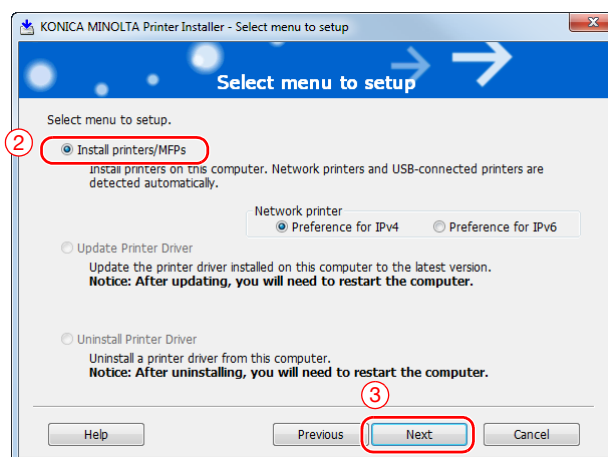 KONICA MINOLTA Printer Installer - Select menu to setup
Select menu to setup
Select menu to setup.
② Install printers/MFPs
Install printers on this computer. Network printers and USB-connected printers are
detected automatically.
Network printer
Preference for IPv4 Preference for IPv6
Update Printer Driver
Update the printer driver installed on this computer to the latest version.
Notice: After updating, you will need to restart the computer.
Uninstall Printer Driver
Uninstall a printer driver from this computer.
Notice: After uninstalling, you will need to restart the computer.
③
Help Previous Next Cancel